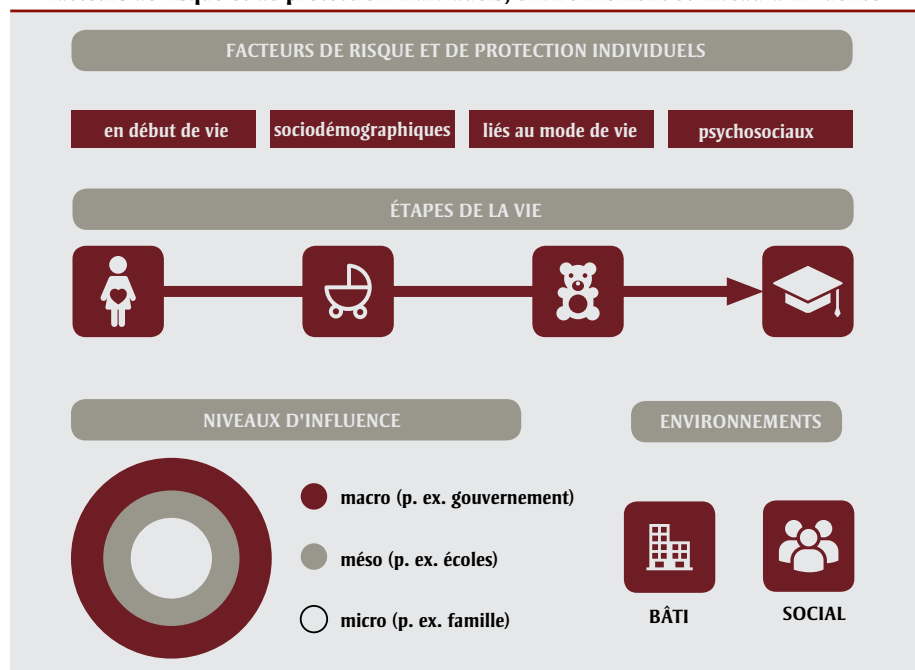 FACTEURS DE RISQUE ET DE PROTECTION INDIVIDUELS
en début de vie
sociodémographiques
liés au mode de vie
psychosociaux
ÉTAPES DE LA VIE
NIVEAUX D'INFLUENCE
ENVIRONNEMENTS
macro (p. ex. gouvernement)
méso (p. ex. écoles)
micro (p. ex. famille)
BÂTI
SOCIAL